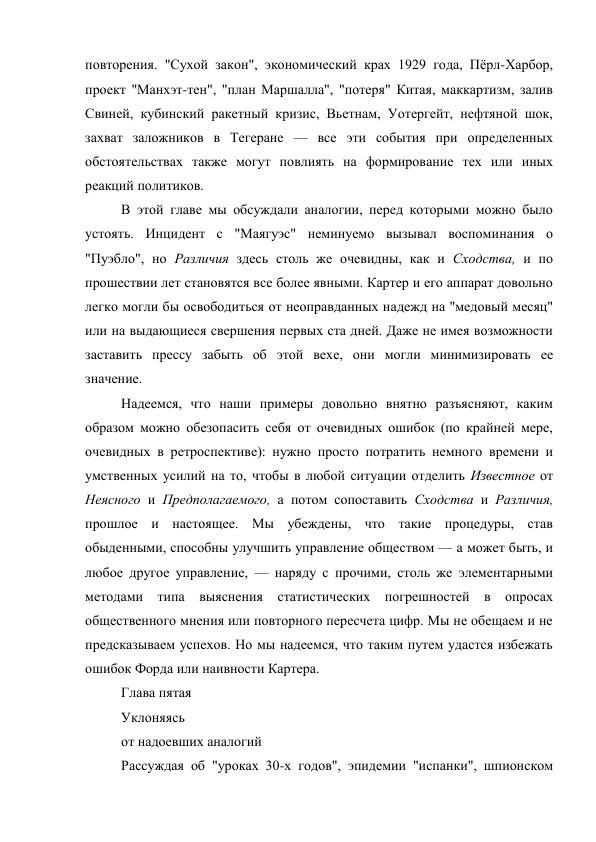 повторения. "Сухой закон", экономический крах 1929 года, Пёрл-Харбор,
проект "Манхэт-тен", "план Маршалла", "потеря" Китая, маккартизм, залив
Свиней, кубинский ракетный кризис, Вьетнам, Уотергейт, нефтяной шок,
захват заложников в Тегеране — все эти события при определенных
обстоятельствах также могут повлиять на формирование тех или иных
реакций политиков.
В этой главе мы обсуждали аналогии, перед которыми можно было
устоять. Инцидент с "Маягуэс" неминуемо вызывал воспоминания о
"Пуэбло", но Различия здесь столь же очевидны, как и Сходства, и по
прошествии лет становятся все более явными. Картер и его аппарат довольно
легко могли бы освободиться от неоправданных надежд на "медовый месяц"
или на выдающиеся свершения первых ста дней. Даже не имея возможности
заставить прессу забыть об этой вехе, они могли минимизировать ее
значение.
Надеемся, что наши примеры довольно внятно разъясняют, каким
образом можно обезопасить себя от очевидных ошибок (по крайней мере,
очевидных в ретроспективе): нужно просто потратить немного времени и
умственных усилий на то, чтобы в любой ситуации отделить Известное от
Неясного и Предполагаемого, а потом сопоставить Сходства и Различия,
прошлое и настоящее. Мы убеждены, что такие процедуры, став
обыденными, способны улучшить управление обществом — а может быть, и
любое другое управление, — наряду с прочими, столь же элементарными
методами типа выяснения статистических погрешностей в опросах
общественного мнения или повторного пересчета цифр. Мы не обещаем и не
предсказываем успехов. Но мы надеемся, что таким путем удастся избежать
ошибок Форда или наивности Картера.
Глава пятая
Уклоняясь
от надоевших аналогий
Рассуждая об "уроках 30-х годов", эпидемии "испанки", шпионском